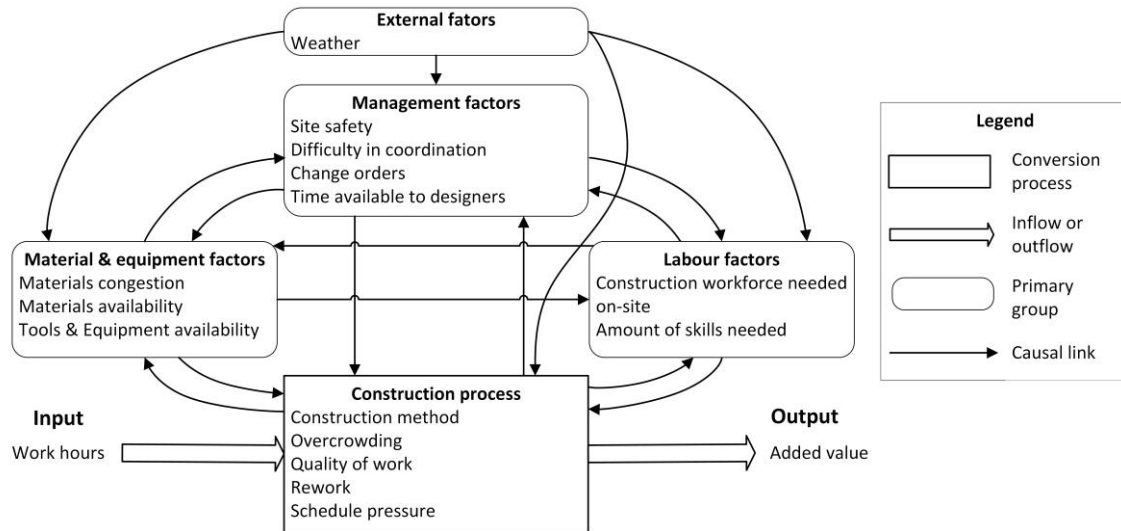 External fators
Weather
Management factors
Site safety
Difficulty in coordination
Change orders
Time available to designers
Material & equipment factors
Materials congestion
Materials availability
Tools & Equipment availability
Labour factors
Construction workforce needed
on-site
Amount of skills needed
Construction process
Construction method
Overcrowding
Quality of work
Rework
Schedule pressure
Input
Work hours
Output
Added value
Legend
Conversion
process
Inflow or
outflow
Primary
group
Causal link